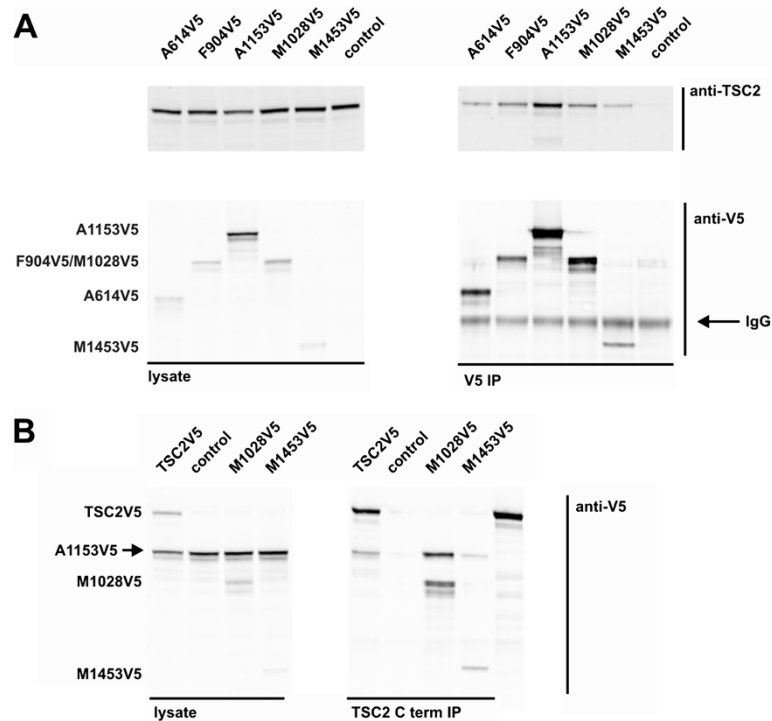 A
A614V5 F904V5 A1153V5 M1028V5 M1453V5 control
A614V5 F904V5 A1153V5 M1028V5 M1453V5 control
anti-TSC2
A1153V5
F904V5/M1028V5
A614V5
M1453V5
anti-V5
IgG
lysate
V5 IP
B
TSC2V5 control M1028V5 M1453V5
TSC2V5 control M1028V5 M1453V5
TSC2V5
A1153V5
M1028V5
M1453V5
anti-V5
lysate
TSC2 C term IP